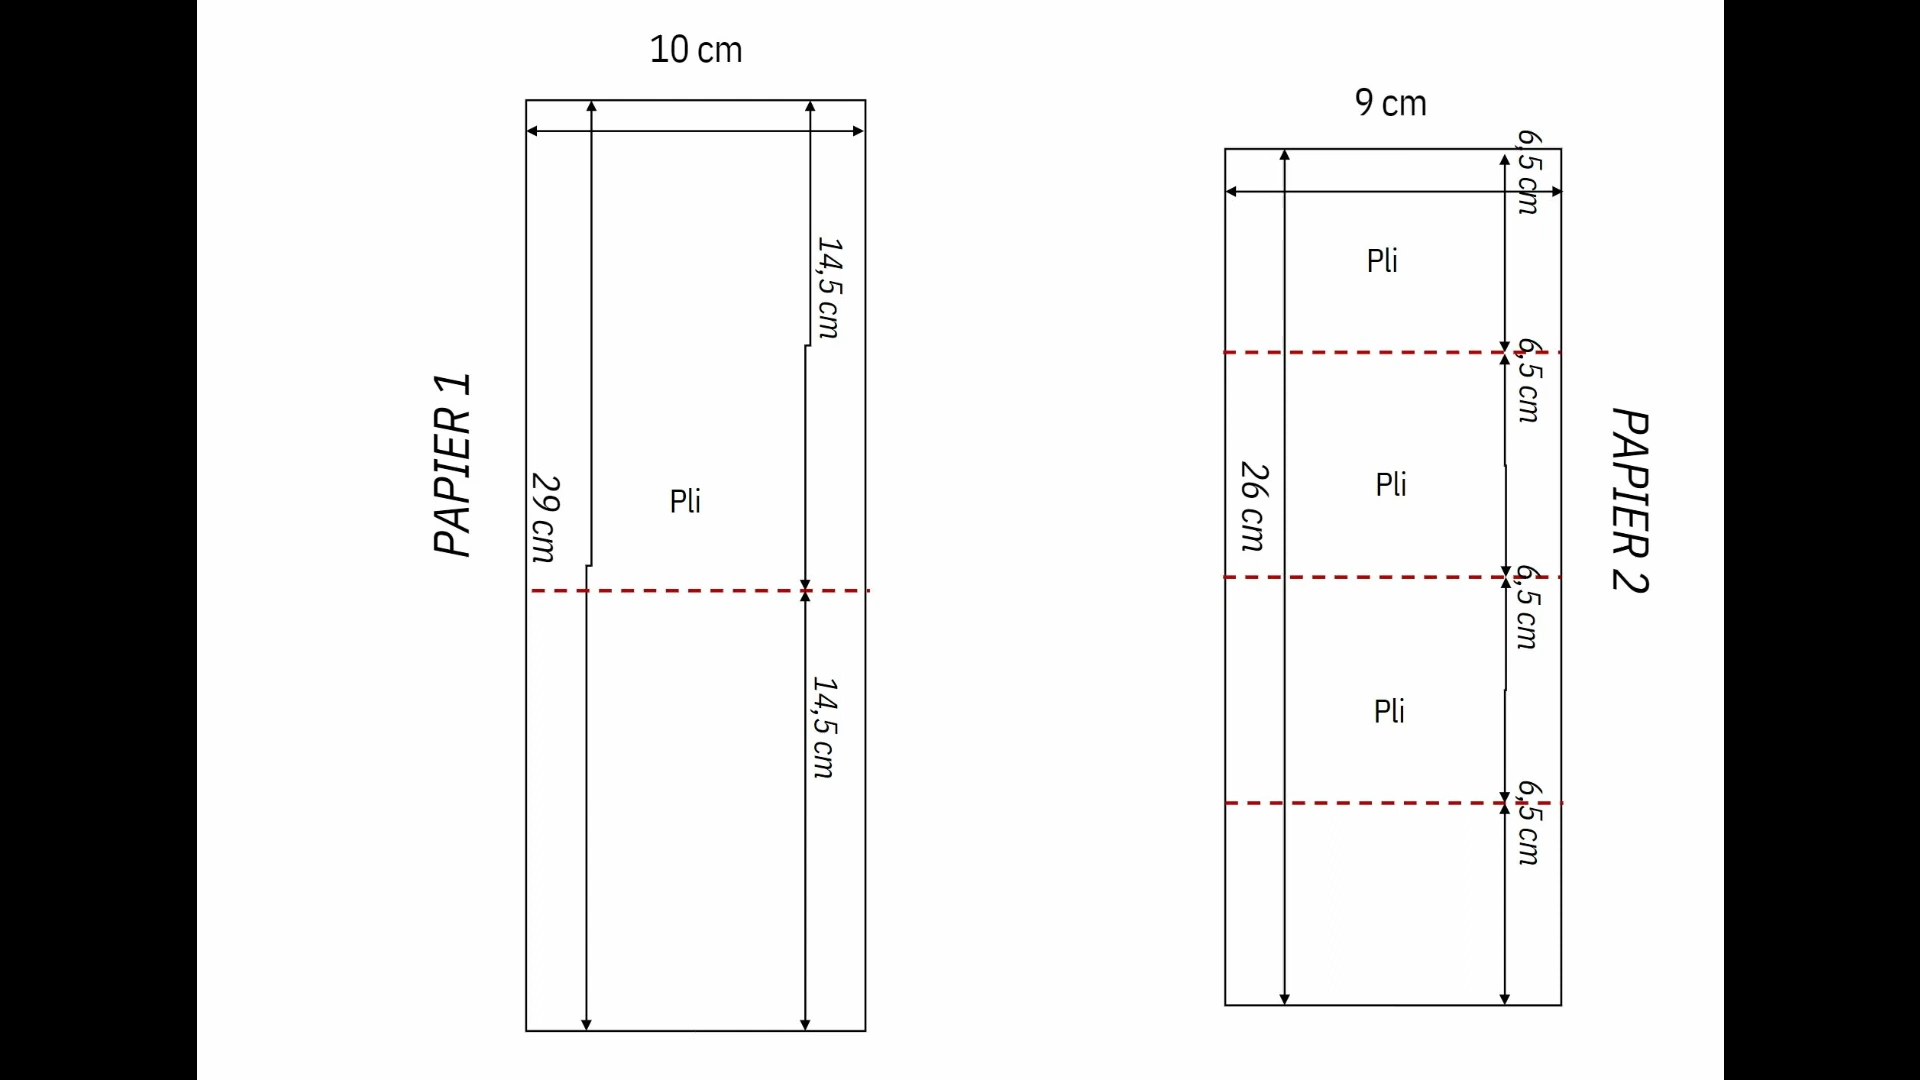 10 cm
PAPIER 1
29 cm
14,5 cm
Pli
14,5 cm
9 cm
6,5 cm
Pli
6,5 cm
26 cm
Pli
6,5 cm
Pli
6,5 cm
PAPIER 2